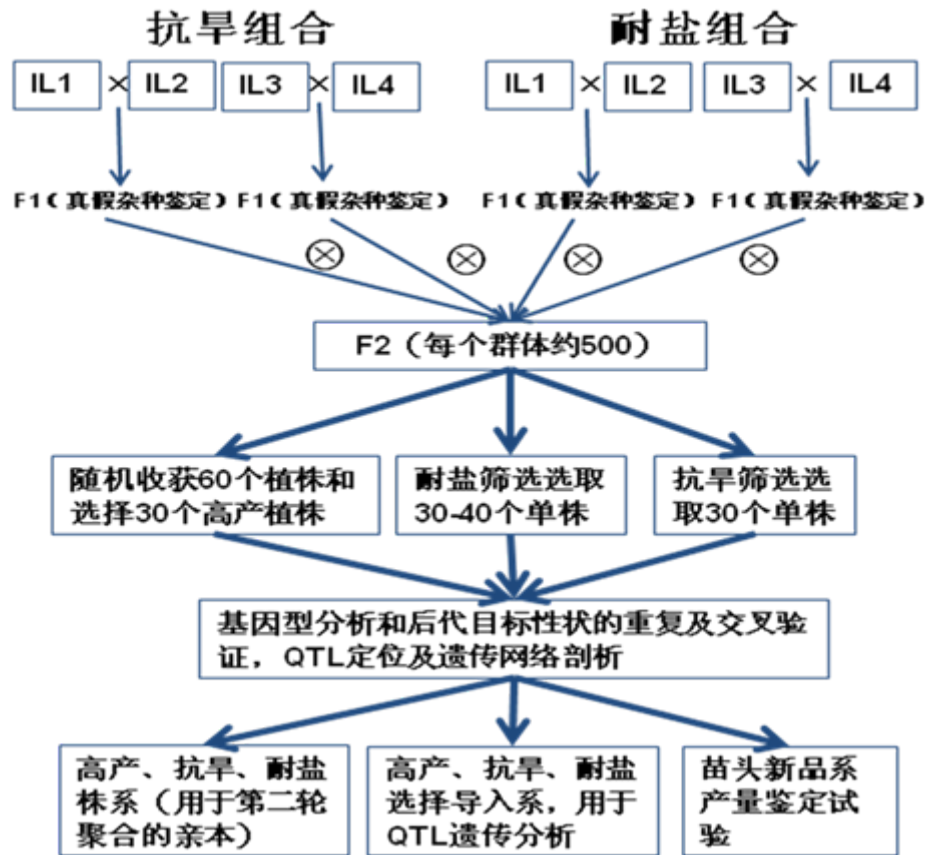 抗旱组合 耐盐组合
IL1 × IL2 IL3 × IL4 IL1 × IL2 IL3 × IL4
F1（真假杂种鉴定） F1（真假杂种鉴定） F1（真假杂种鉴定） F1（真假杂种鉴定）
F2（每个群体约500）
随机收获60个植株和
选择30个高产植株
耐盐筛选选取
30-40个单株
抗旱筛选选
取30个单株
基因型分析和后代目标性状的重复及交叉验
证，QTL定位及遗传网络剖析
高产、抗旱、耐盐
株系（用于第二轮
聚合的亲本）
高产、抗旱、耐盐
选择导入系，用于
QTL遗传分析
苗头新品系
产量鉴定试
验